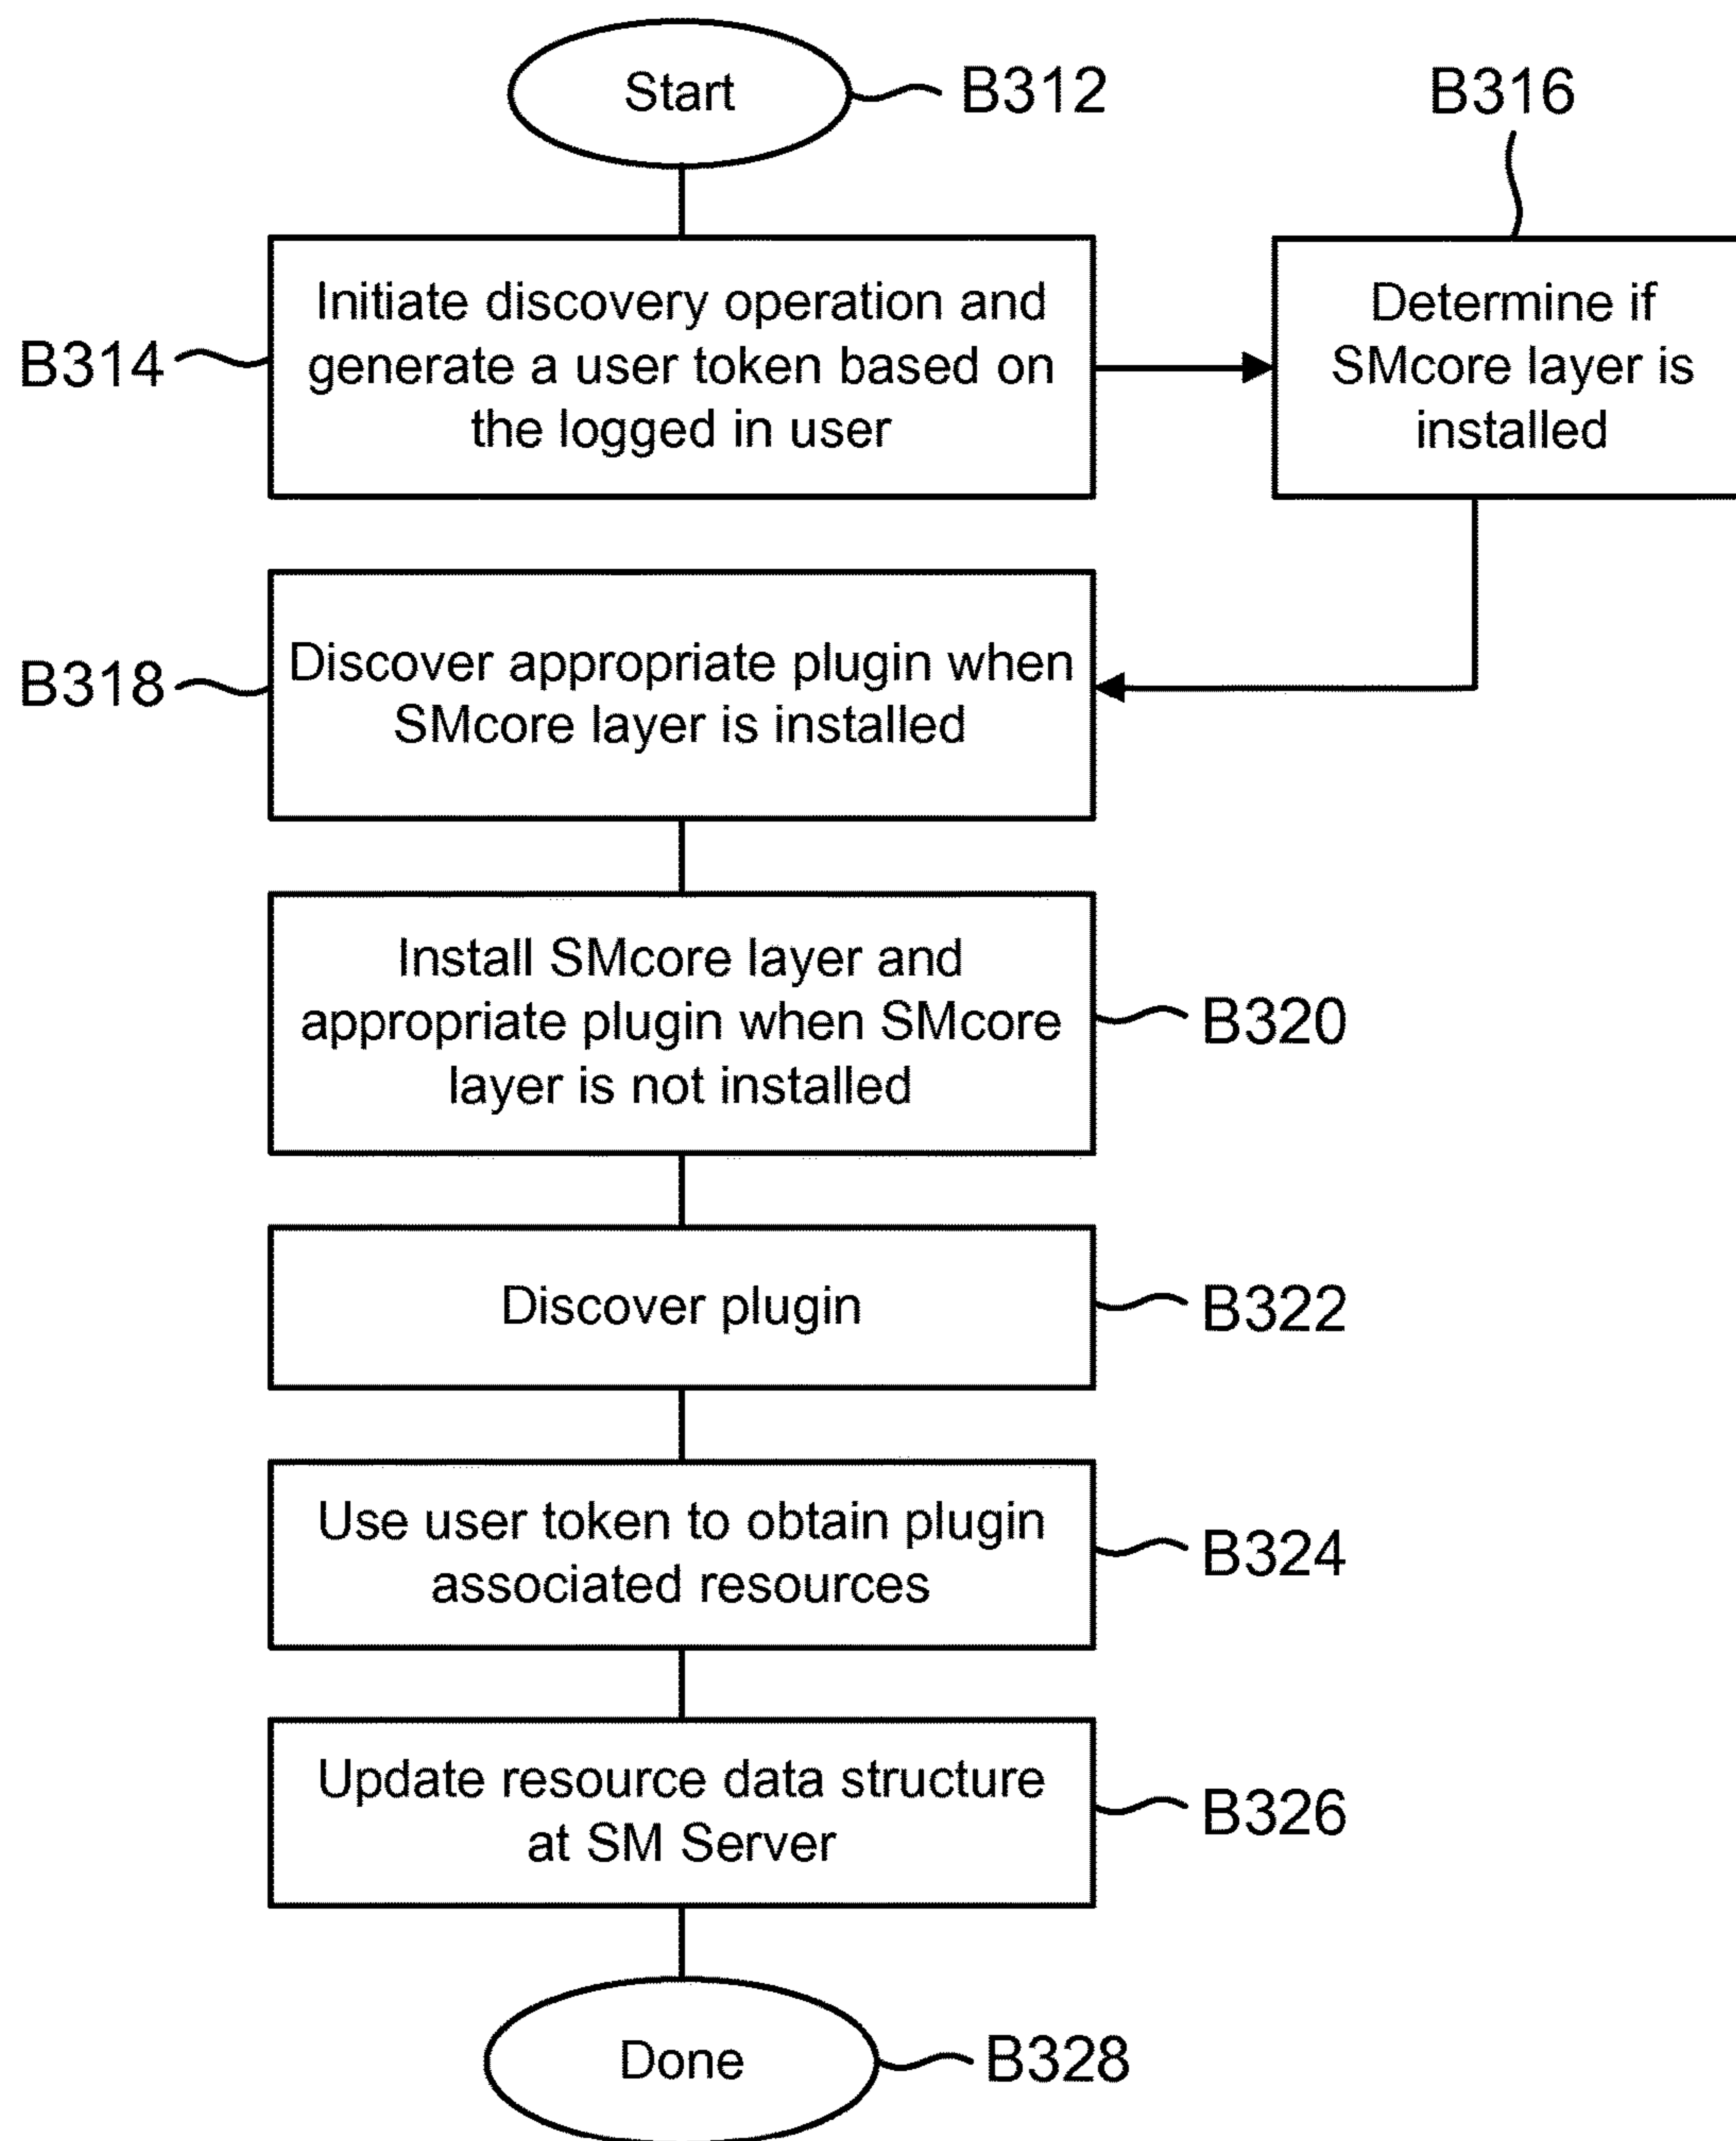 Start
B312
B316
B314
Initiate discovery operation and
generate a user token based on
the logged in user
Determine if
SMcore layer is
installed
B318
Discover appropriate plugin when
SMcore layer is installed
Install SMcore layer and
appropriate plugin when SMcore
layer is not installed
B320
Discover plugin
B322
Use user token to obtain plugin
associated resources
B324
Update resource data structure
at SM Server
B326
Done
B328